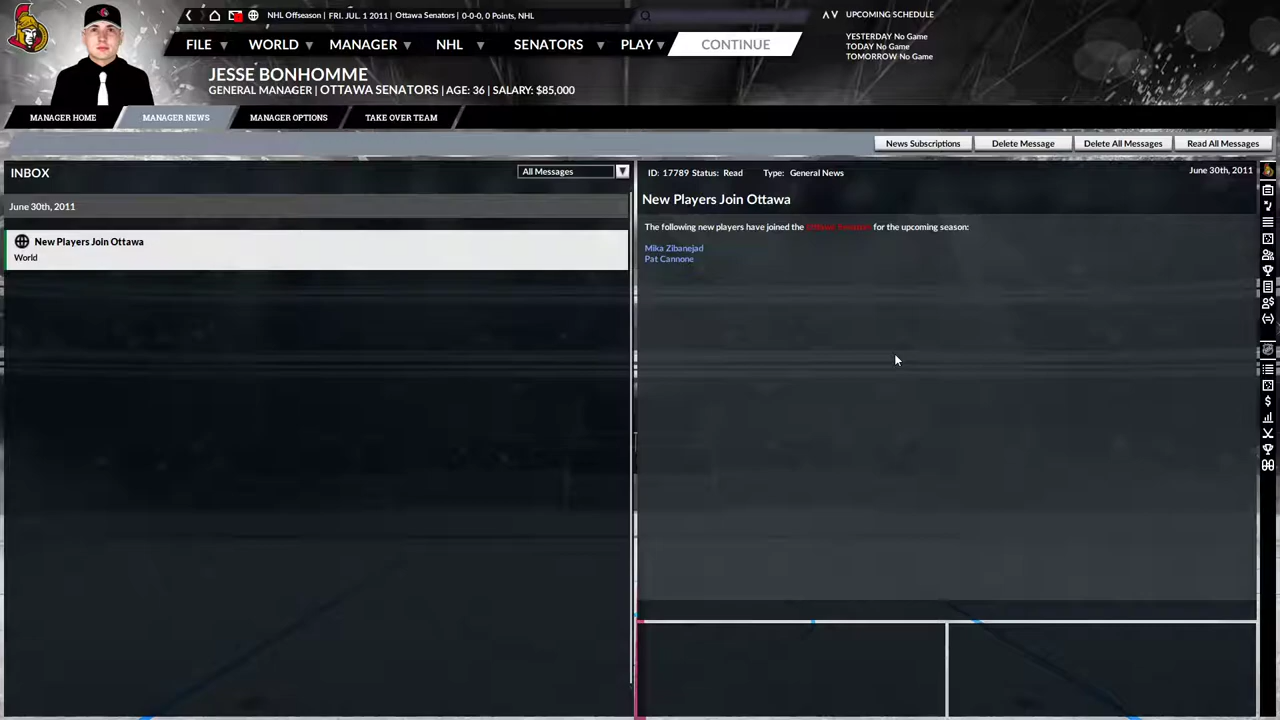 NHL Offseason | FRI. JUL. 1 2011 | Ottawa Senators | 0-0-0, 0 Points, NHL
UPCOMING SCHEDULE
YESTERDAY No Game
TODAY No Game
TOMORROW No Game
FILE WORLD MANAGER NHL SENATORS PLAY CONTINUE
JESSE BONHOMME
GENERAL MANAGER | OTTAWA SENATORS | AGE: 36 | SALARY: $85,000
MANAGER HOME MANAGER NEWS MANAGER OPTIONS TAKE OVER TEAM
News Subscriptions Delete Message Delete All Messages Read All Messages
INBOX All Messages
June 30th, 2011
New Players Join Ottawa
World
ID: 17789 Status: Read Type: General News June 30th, 2011
New Players Join Ottawa
The following new players have joined the Ottawa Senators for the upcoming season:
Mika Zibanejad
Pat Cannone